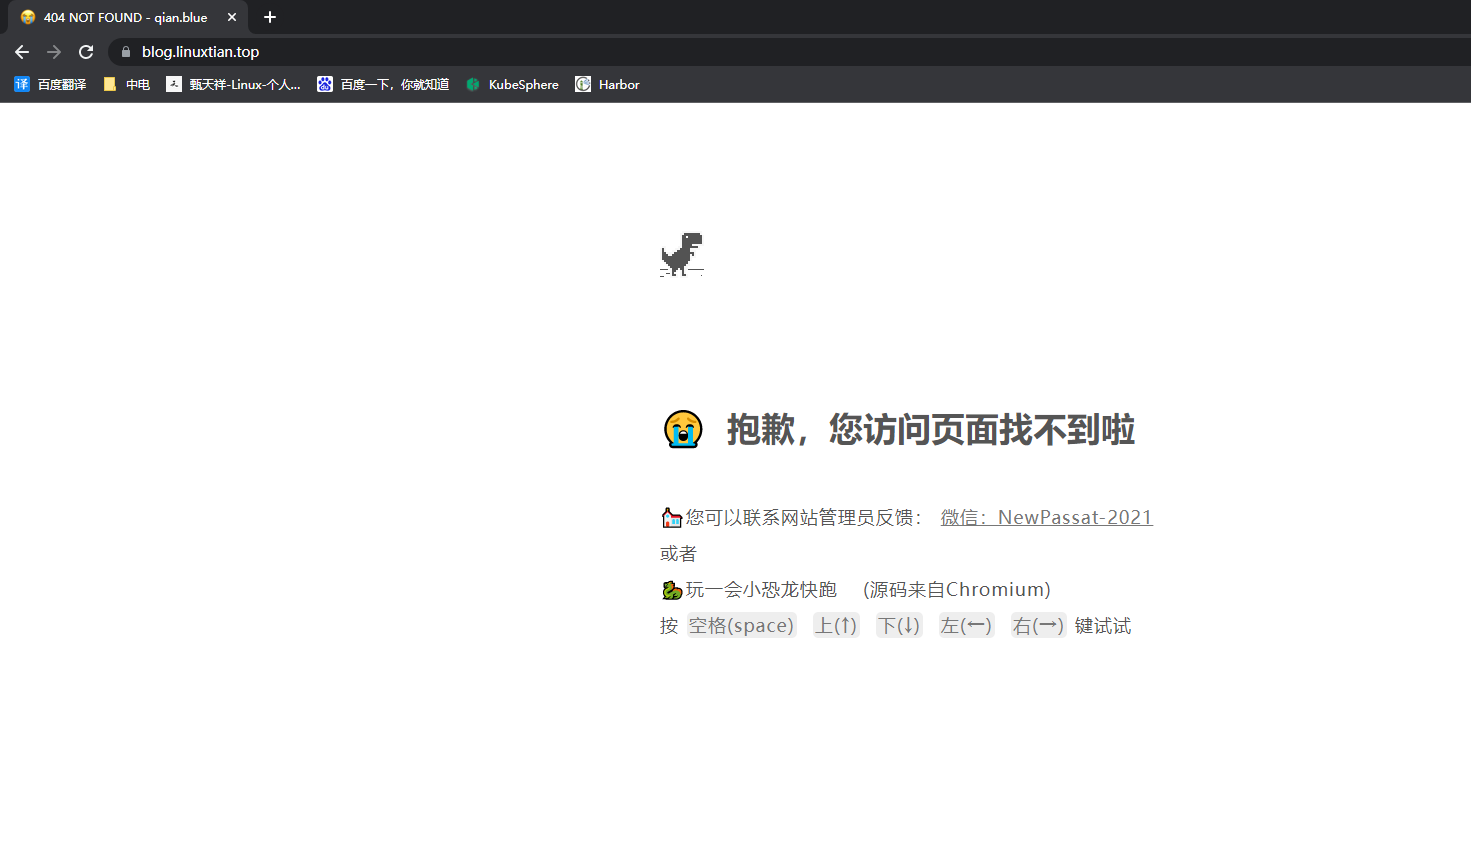 404 NOT FOUND - qian.blue
blog.linuxtian.top
译 百度翻译 中电 甄天祥-Linux-个人... 百度一下，你就知道 KubeSphere Harbor
抱歉，您访问页面找不到啦
您可以联系网站管理员反馈： 微信：NewPassat-2021
或者
玩一会小恐龙快跑 (源码来自Chromium)
按 空格(space) 上(↑) 下(↓) 左(←) 右(→) 键试试